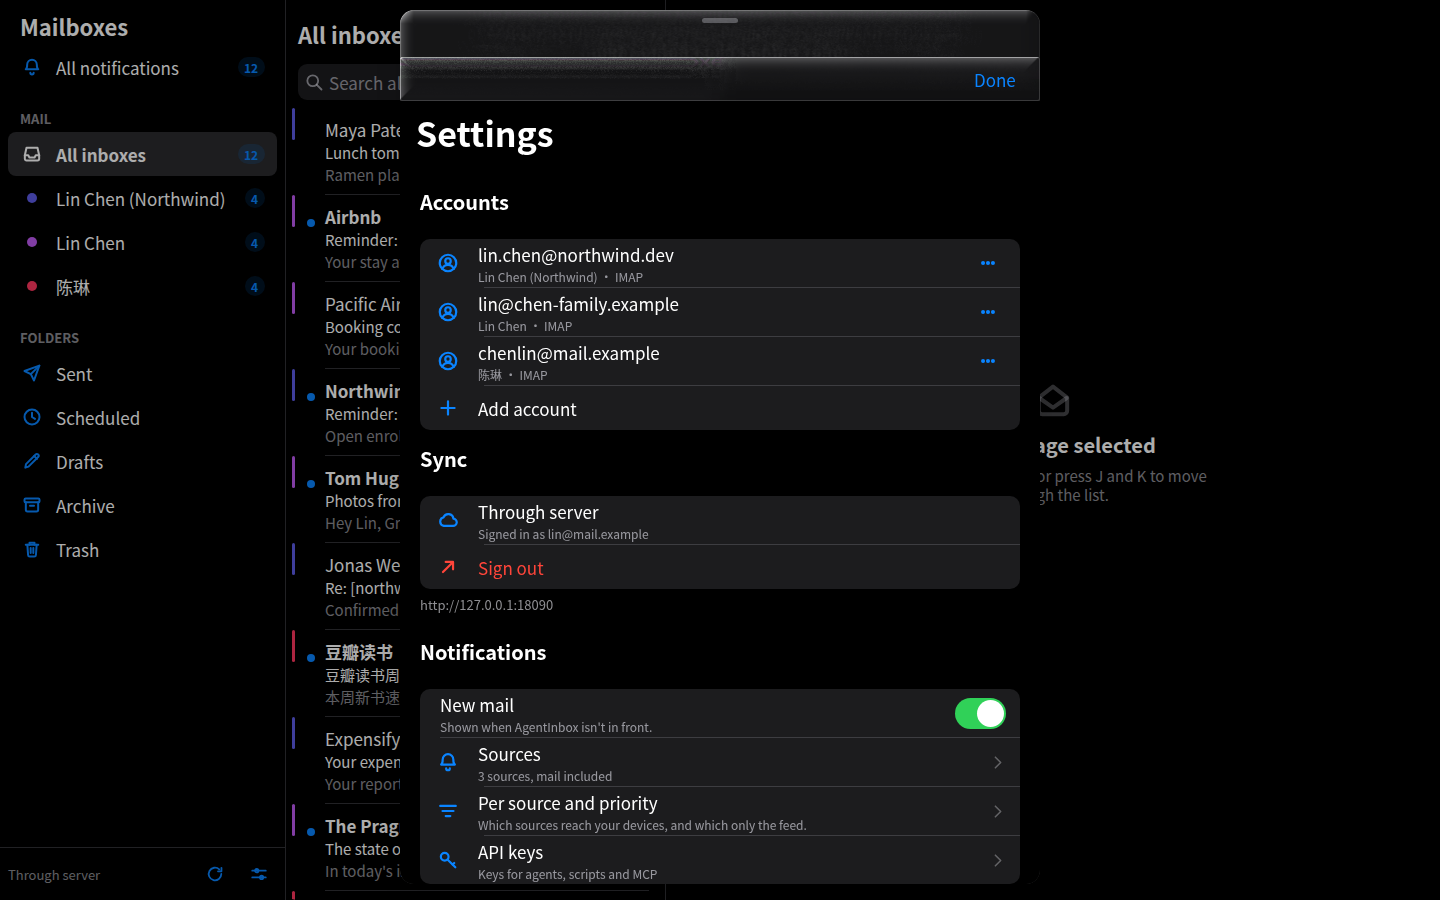 Mailboxes
All notifications
12
MAIL
All inboxes
12
Lin Chen (Northwind)
4
Lin Chen
4
陈琳
4
FOLDERS
Sent
Scheduled
Drafts
Archive
Trash
Through server
All inboxe
Search al
Maya Pate
Lunch tom
Ramen pla
Airbnb
Reminder:
Your stay a
Pacific Air
Booking co
Your booki
Northwin
Reminder:
Open enro
Tom Hug
Photos fror
Hey Lin, Gr
Jonas We
Re: [northw
Confirmed
豆瓣读书
豆瓣读书周
本周新书速
Expensify
Your expen
Your report
The Prag
The state o
In today's i
Done
Settings
Accounts
lin.chen@northwind.dev
Lin Chen (Northwind) • IMAP
lin@chen-family.example
Lin Chen • IMAP
chenlin@mail.example
陈琳 • IMAP
Add account
Sync
Through server
Signed in as lin@mail.example
Sign out
http://127.0.0.1:18090
Notifications
New mail
Shown when AgentInbox isn't in front.
Sources
3 sources, mail included
Per source and priority
Which sources reach your devices, and which only the feed.
API keys
Keys for agents, scripts and MCP
age selected
or press J and K to move
gh the list.